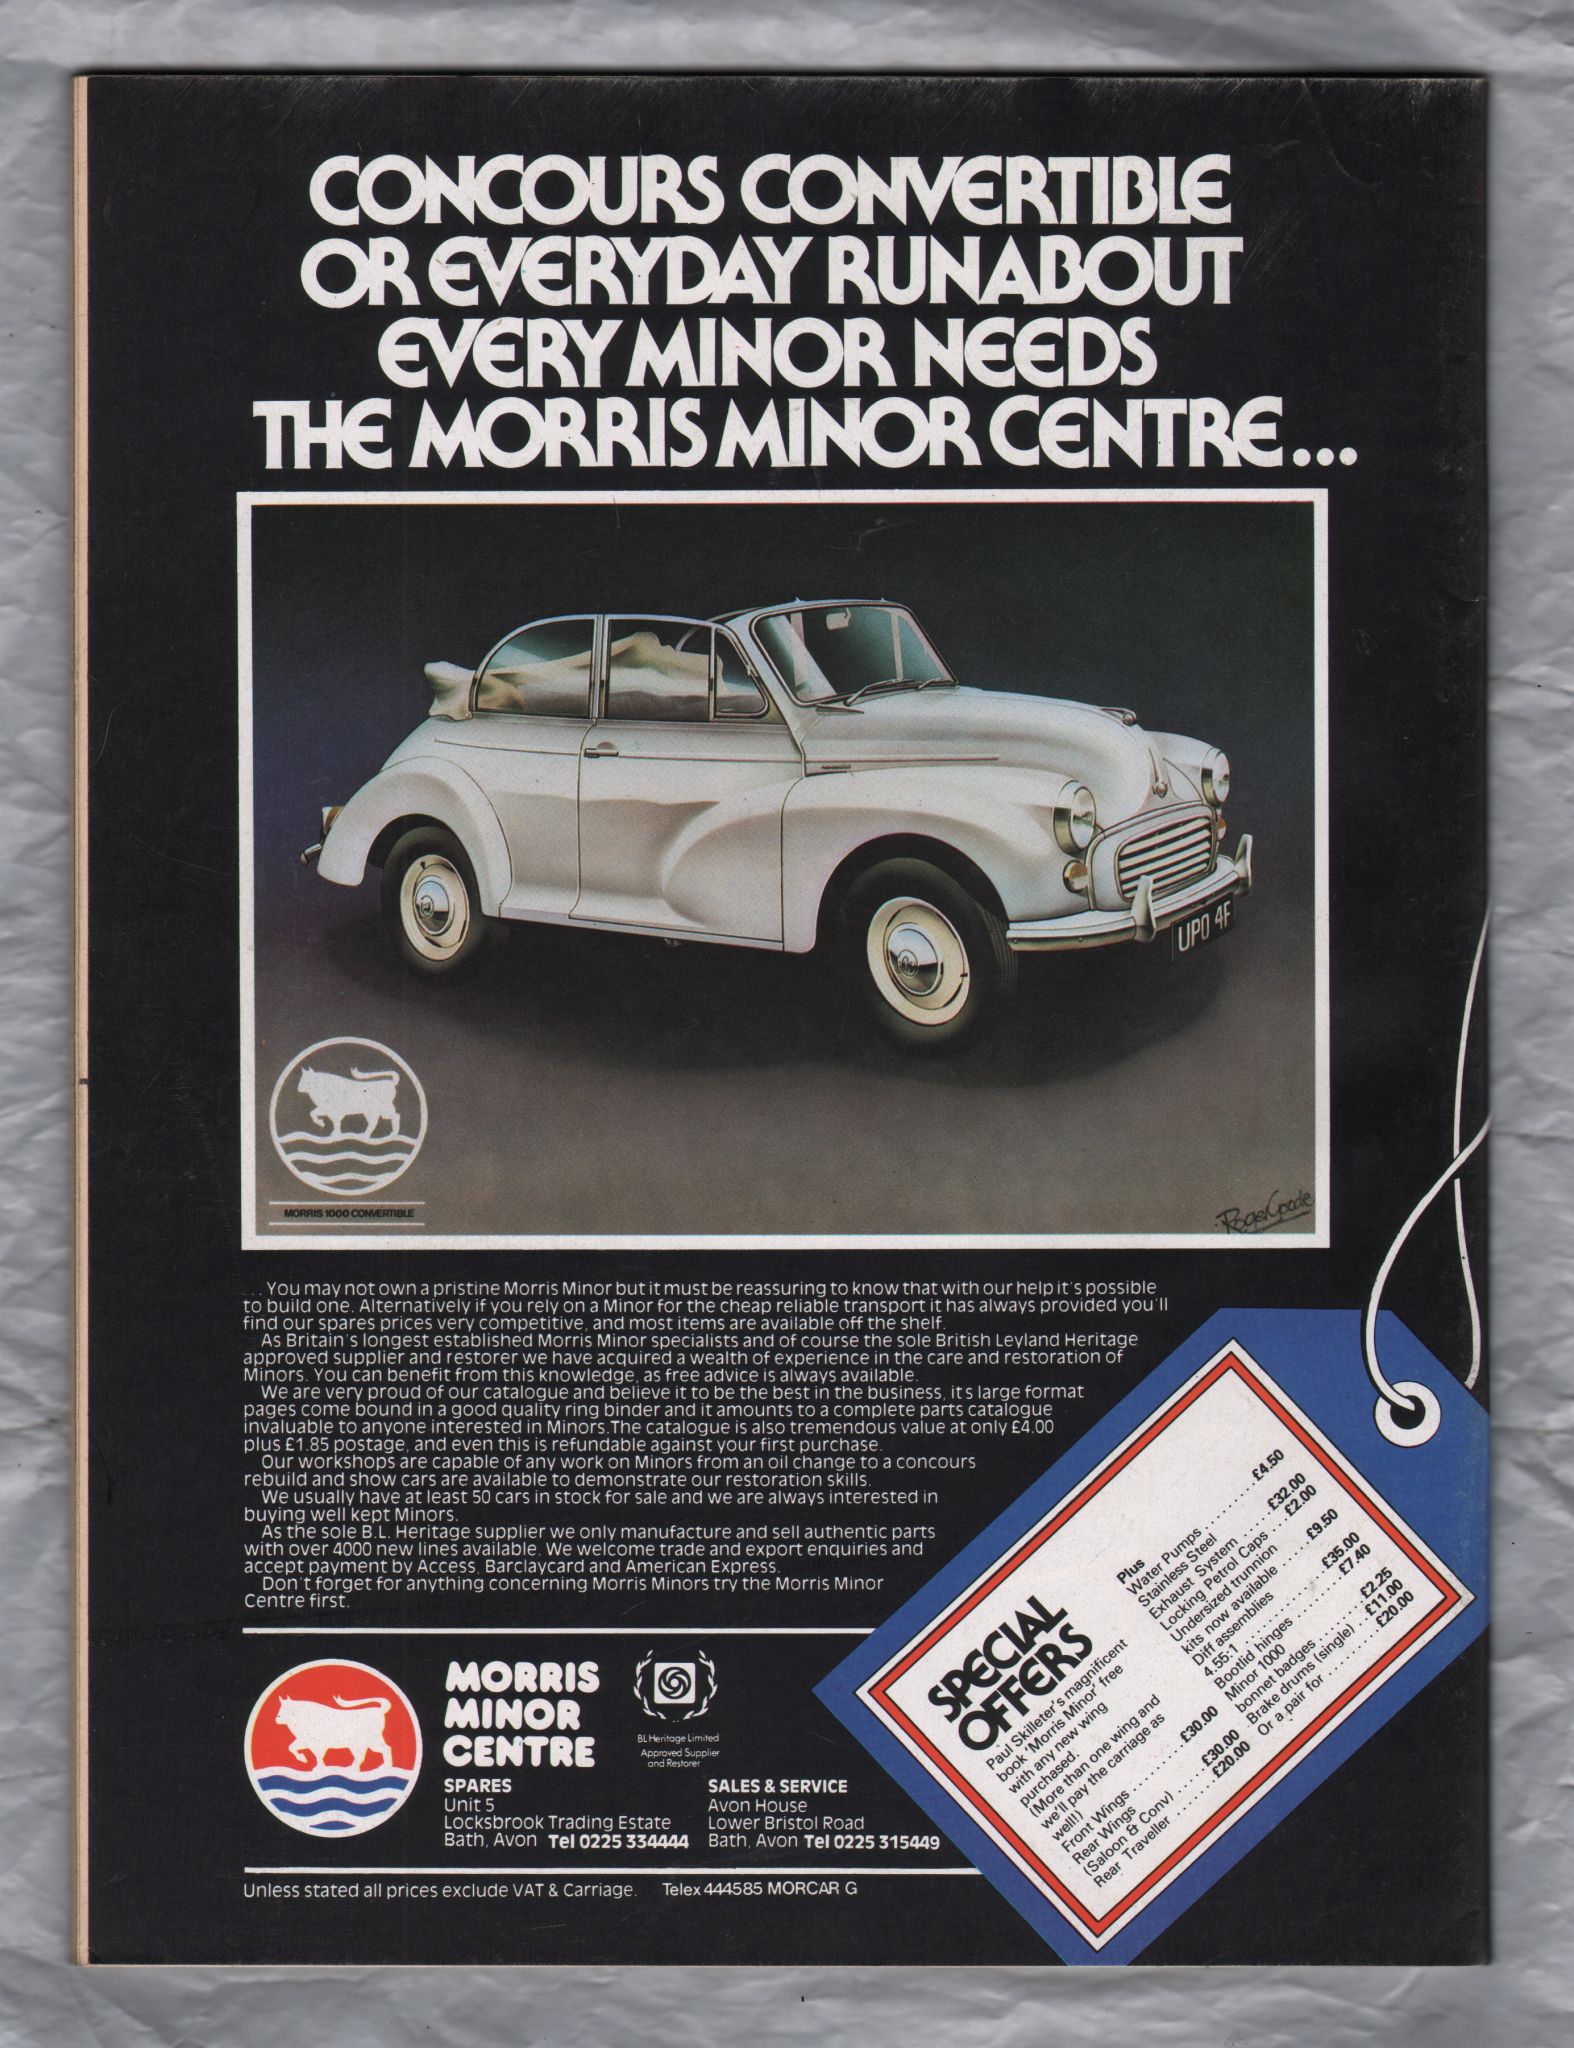 CONCOURS CONVERTIBLE
OR EVERYDAY RUNABOUT
EVERY MINOR NEEDS
THE MORRIS MINOR CENTRE...
UPO 4F
MORRIS 1000 CONVERTIBLE
Roger Goode
...You may not own a pristine Morris Minor but it must be reassuring to know that with our help it's possible
to build one. Alternatively if you rely on a Minor for the cheap reliable transport it has always provided you'll
find our spares prices very competitive, and most items are available off the shelf.
As Britain's longest established Morris Minor specialists and of course the sole British Leyland Heritage
approved supplier and restorer we have acquired a wealth of experience in the care and restoration of
Minors. You can benefit from this knowledge, as free advice is always available.
We are very proud of our catalogue and believe it to be the best in the business, its large format
pages come bound in a good quality ring binder and it amounts to a complete parts catalogue
invaluable to anyone interested in Minors. The catalogue is also tremendous value at only £4.00
plus £1.85 postage, and even this is refundable against your first purchase.
Our workshops are capable of any work on Minors from an oil change to a concours
rebuild and show cars are available to demonstrate our restoration skills.
We usually have at least 50 cars in stock for sale and we are always interested in
buying well kept Minors.
As the sole B.L. Heritage supplier we only manufacture and sell authentic parts
with over 4000 new lines available. We welcome trade and export enquiries and
accept payment by Access, Barclaycard and American Express.
Don't forget for anything concerning Morris Minors try the Morris Minor
Centre first.
SPECIAL
OFFERS
Paul Skilleter's magnificent
book 'Morris Minor' free
with any new wing
purchased.
(More than one wing and
we'll pay the carriage as
well!)
Front Wings ........ £30.00
Rear Wings
(Saloon & Conv) ..... £30.00
Rear Traveller ....... £20.00
Plus
Water Pumps ........ £4.50
Stainless Steel
Exhaust System ..... £32.00
Locking Petrol Caps ... £2.00
Undersized trunnion
kits now available ..... £9.50
Diff assemblies
4.55:1 ........ £35.00
Bootlid hinges ....... £7.40
Minor 1000
bonnet badges ....... £2.25
Brake drums (single) .. £11.00
Or a pair for ........ £20.00
MORRIS
MINOR
CENTRE
BL Heritage Limited
Approved Supplier
and Restorer
SPARES
Unit 5
Locksbrook Trading Estate
Bath, Avon Tel 0225 334444
SALES & SERVICE
Avon House
Lower Bristol Road
Bath, Avon Tel 0225 315449
Unless stated all prices exclude VAT & Carriage. Telex 444585 MORCAR G